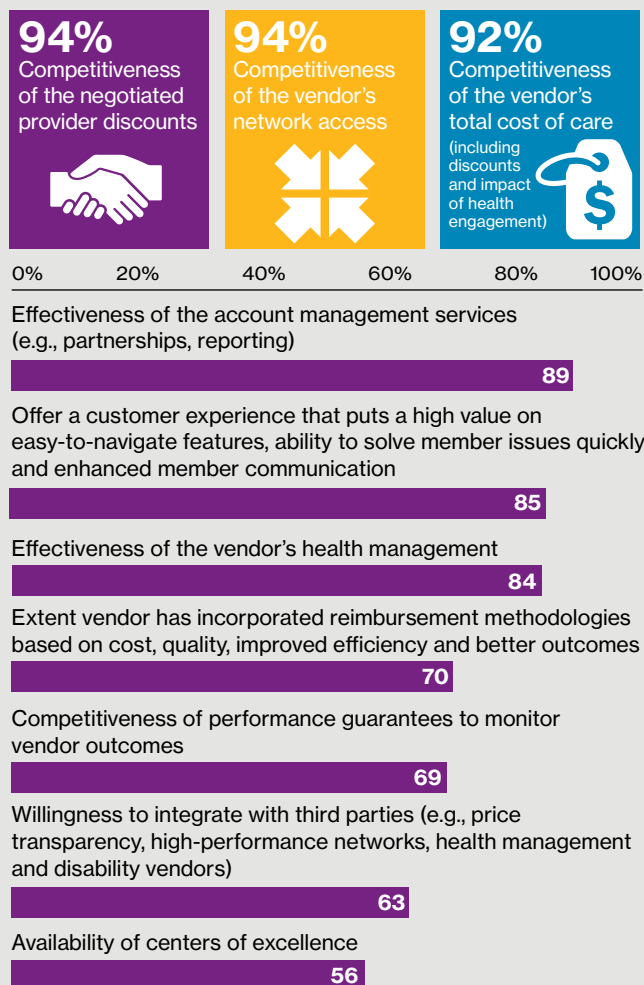 94%
Competitiveness
of the negotiated
provider discounts
94%
Competitiveness
of the vendor’s
network access
92%
Competitiveness
of the vendor’s
total cost of care
(including
discounts
and impact
of health
engagement)
$
0% 20% 40% 60% 80% 100%
Effectiveness of the account management services
(e.g., partnerships, reporting)
89
Offer a customer experience that puts a high value on
easy-to-navigate features, ability to solve member issues quickly
and enhanced member communication
85
Effectiveness of the vendor’s health management
84
Extent vendor has incorporated reimbursement methodologies
based on cost, quality, improved efficiency and better outcomes
70
Competitiveness of performance guarantees to monitor
vendor outcomes
69
Willingness to integrate with third parties (e.g., price
transparency, high-performance networks, health management
and disability vendors)
63
Availability of centers of excellence
56